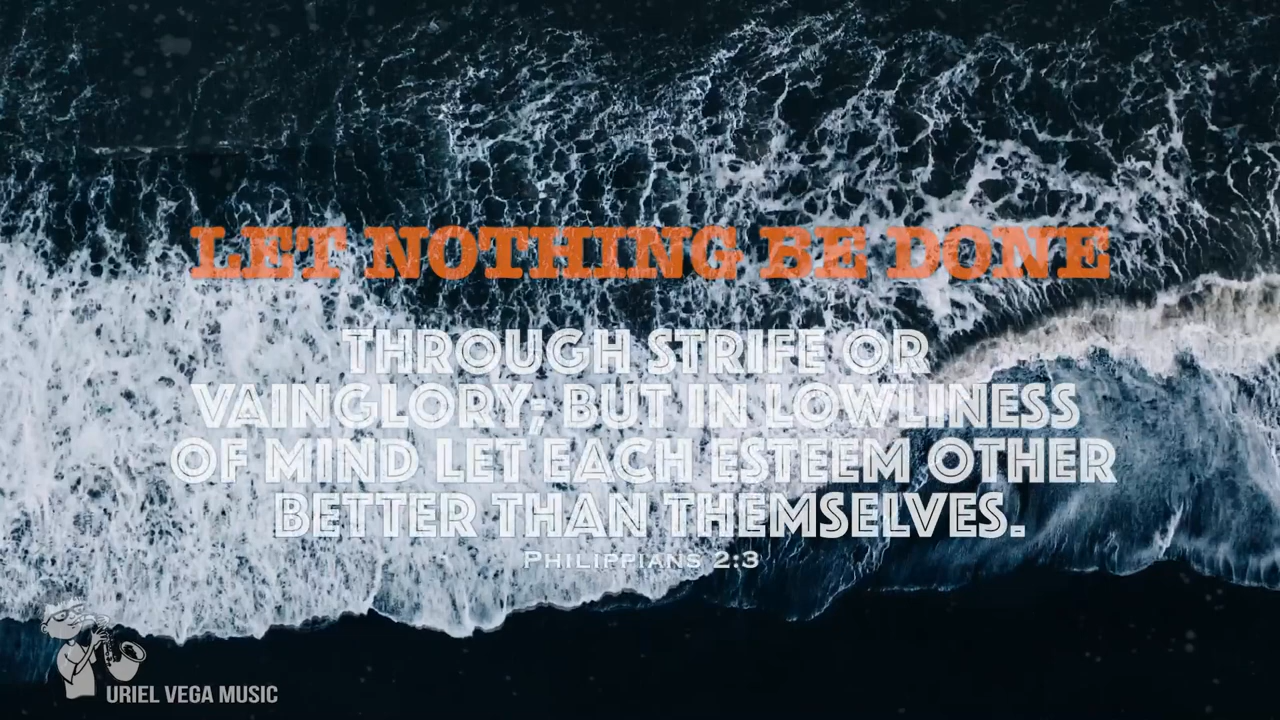 LET NOTHING BE DONE
THROUGH STRIFE OR
VAINGLORY; BUT IN LOWLINESS
OF MIND LET EACH ESTEEM OTHER
BETTER THAN THEMSELVES.
PHILIPPIANS 2:3
URIEL VEGA MUSIC